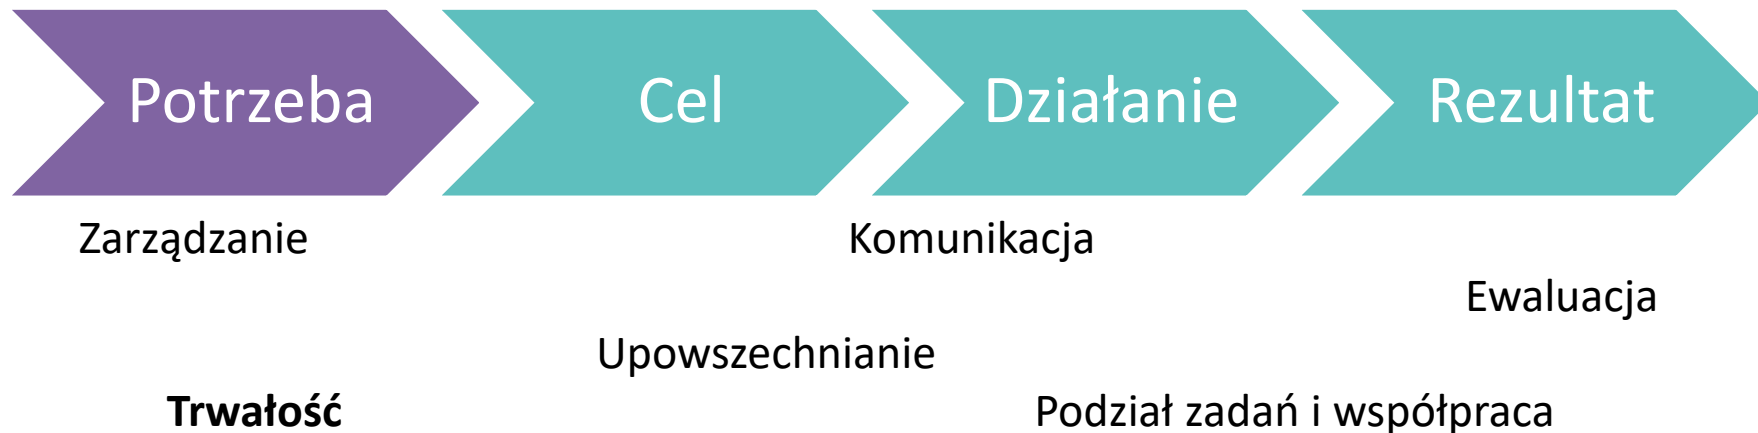 Potrzeba Cel Działanie Rezultat
Zarządzanie Komunikacja
Ewaluacja
Upowszechnianie
Trwałość Podział zadań i współpraca